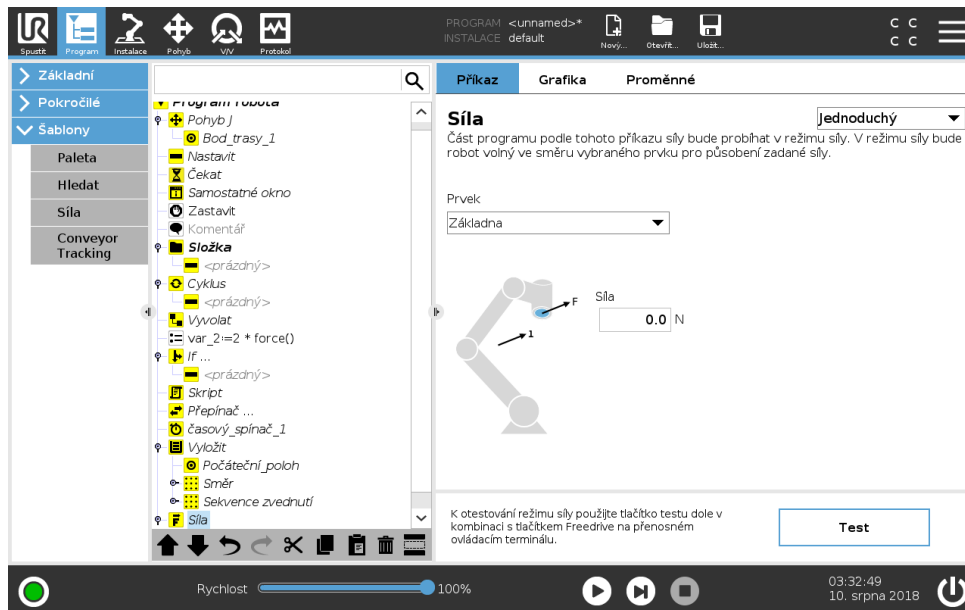 UR
Spustit
Program
Instalace
Pohyb
V/V
Protokol
PROGRAM <unnamed>*
INSTALACE default
Nový...
Otevřít...
Uložit...
C C
C C
Základní
Pokročilé
Šablony
Paleta
Hledat
Síla
Conveyor
Tracking
Program robota
Pohyb J
Bod_trasy_1
Nastavit
Čekat
Samostatné okno
Zastavit
Komentář
Složka
<prázdný>
Cyklus
<prázdný>
Vyvolat
var_2:=2 * force()
If ...
<prázdný>
Skript
Přepínač ...
časový_spínač_1
Vyložit
Počáteční_poloh
Směr
Sekvence zvednutí
Síla
Příkaz
Grafika
Proměnné
Síla
Jednoduchý
Část programu podle tohoto příkazu síly bude probíhat v režimu síly. V režimu síly bude
robot volný ve směru vybraného prvku pro působení zadané síly.
Prvek
Základna
F
1
Síla
0.0 N
K otestování režimu síly použijte tlačítko testu dole v
kombinaci s tlačítkem Freedrive na přenosném
ovládacím terminálu.
Test
Rychlost
100%
03:32:49
10. srpna 2018